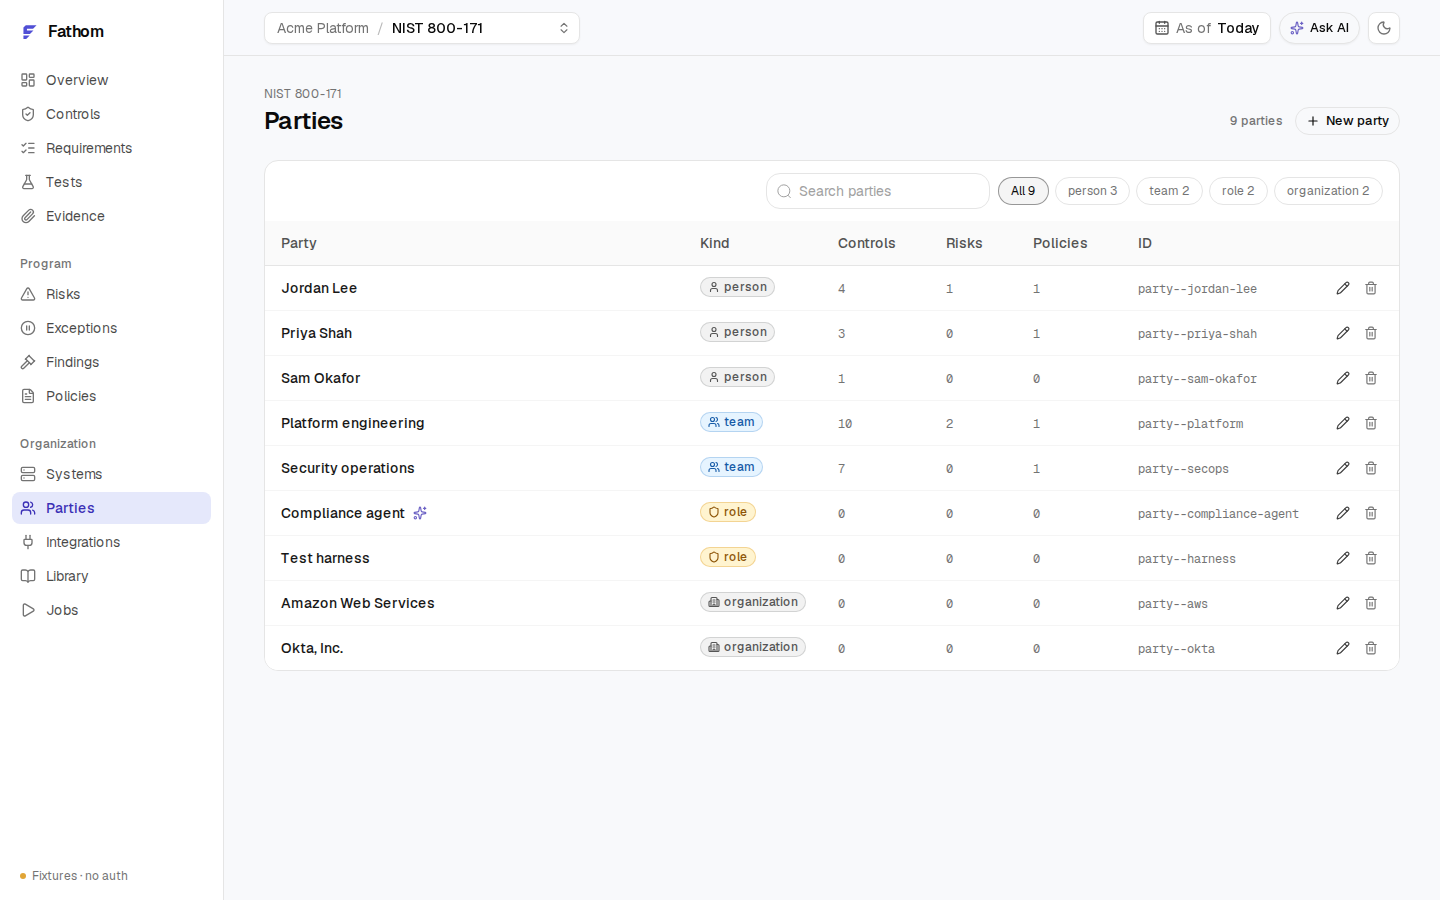 Fathom
Overview
Controls
Requirements
Tests
Evidence
Program
Risks
Exceptions
Findings
Policies
Organization
Systems
Parties
Integrations
Library
Jobs
Fixtures · no auth
Acme Platform / NIST 800-171
As of Today
Ask AI
NIST 800-171
Parties
9 parties
New party
Search parties
All 9
person 3
team 2
role 2
organization 2
Party Kind Controls Risks Policies ID
Jordan Lee person 4 1 1 party--jordan-lee
Priya Shah person 3 0 1 party--priya-shah
Sam Okafor person 1 0 0 party--sam-okafor
Platform engineering team 10 2 1 party--platform
Security operations team 7 0 1 party--secops
Compliance agent role 0 0 0 party--compliance-agent
Test harness role 0 0 0 party--harness
Amazon Web Services organization 0 0 0 party--aws
Okta, Inc. organization 0 0 0 party--okta